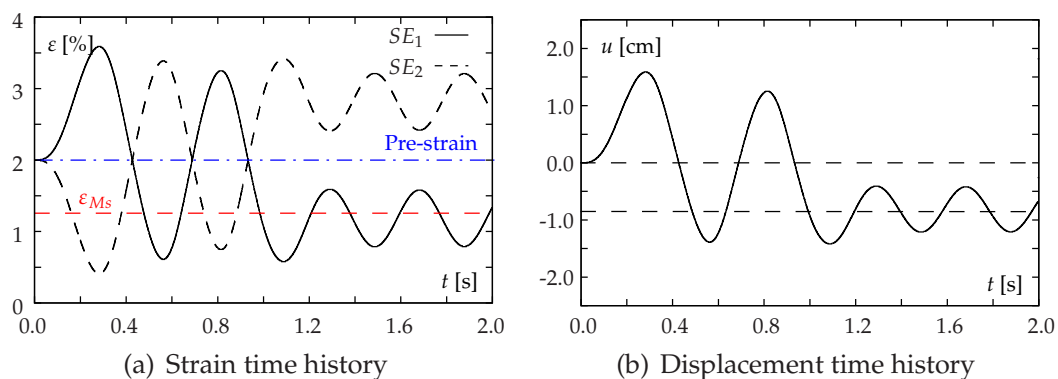 4
3
2
1
0
ε [%]
SE1
SE2
Pre-strain
εMs
t [s]
0.0 0.4 0.8 1.2 1.6 2.0
(a) Strain time history
2.0
1.0
0.0
-1.0
-2.0
u [cm]
t [s]
0.0 0.4 0.8 1.2 1.6 2.0
(b) Displacement time history